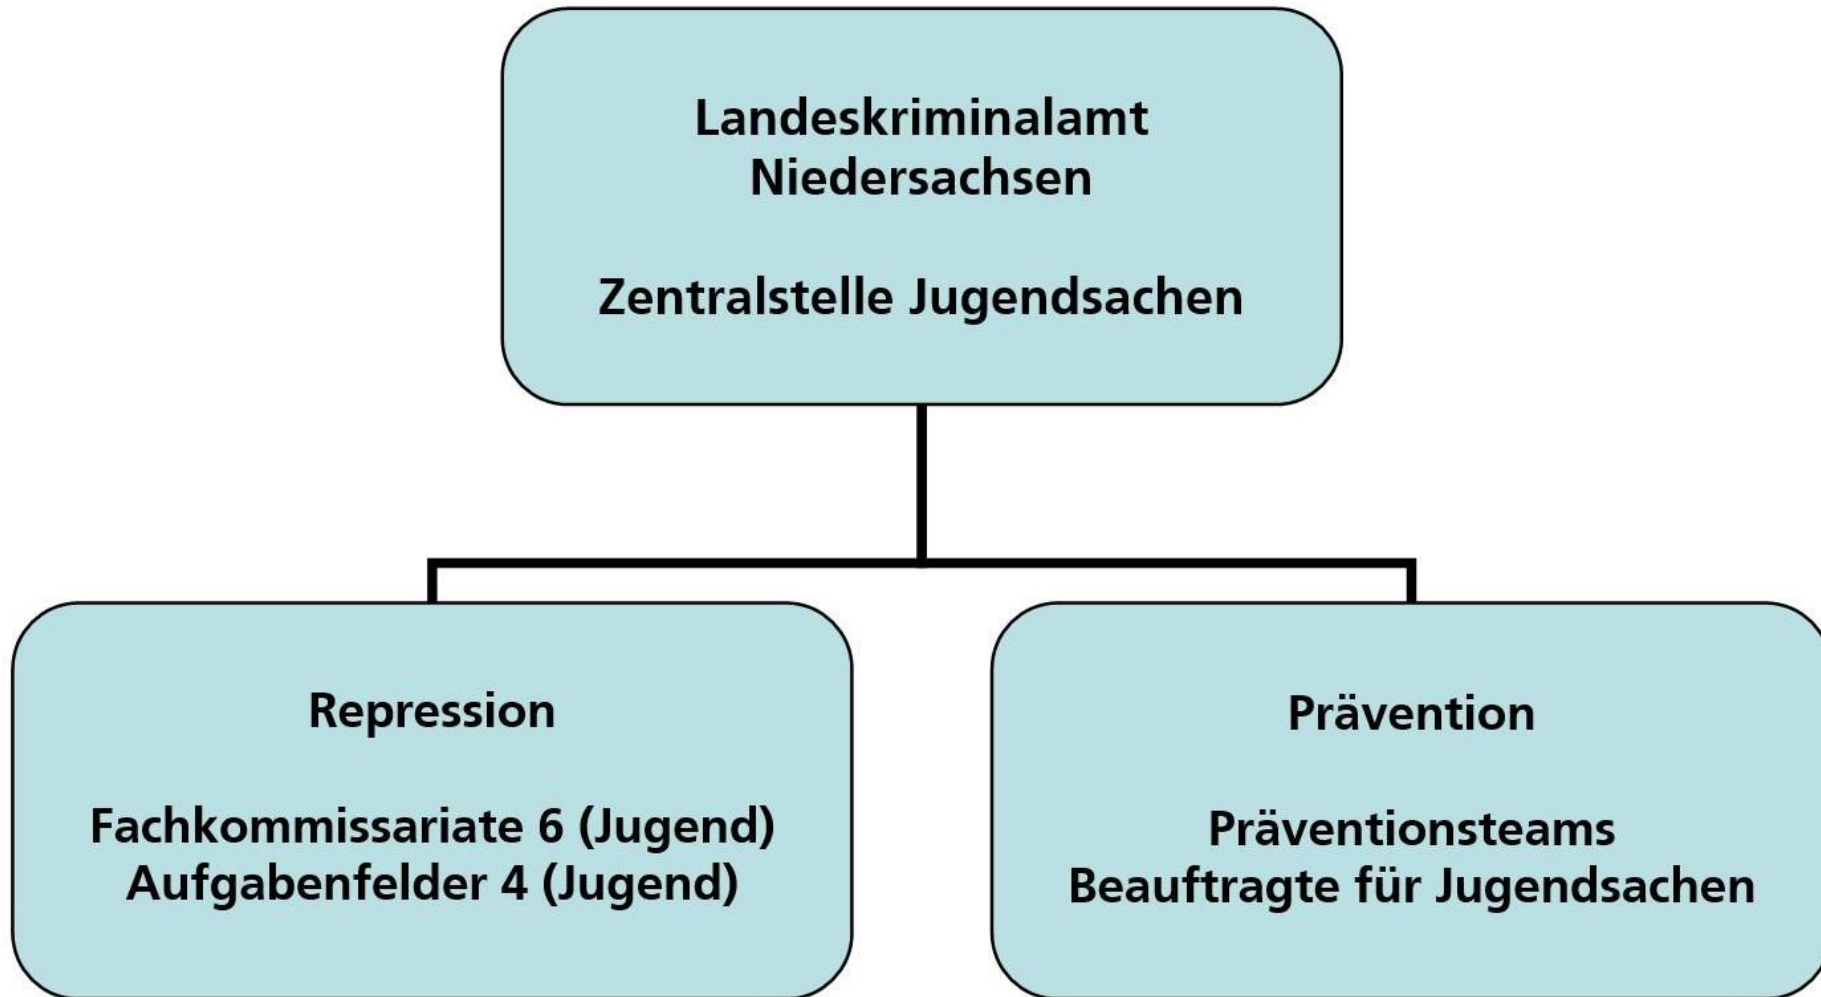 Landeskriminalamt
Niedersachsen
Zentralstelle Jugendsachen
Repression
Fachkommissariate 6 (Jugend)
Aufgabenfelder 4 (Jugend)
Prävention
Präventionsteams
Beauftragte für Jugendsachen